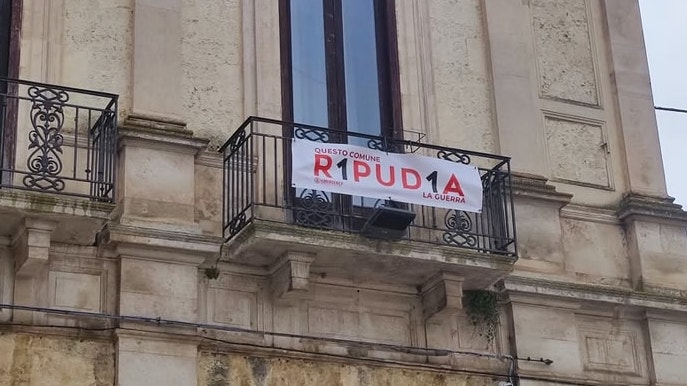 QUESTO COMUNE
R1PUD1A
LA GUERRA